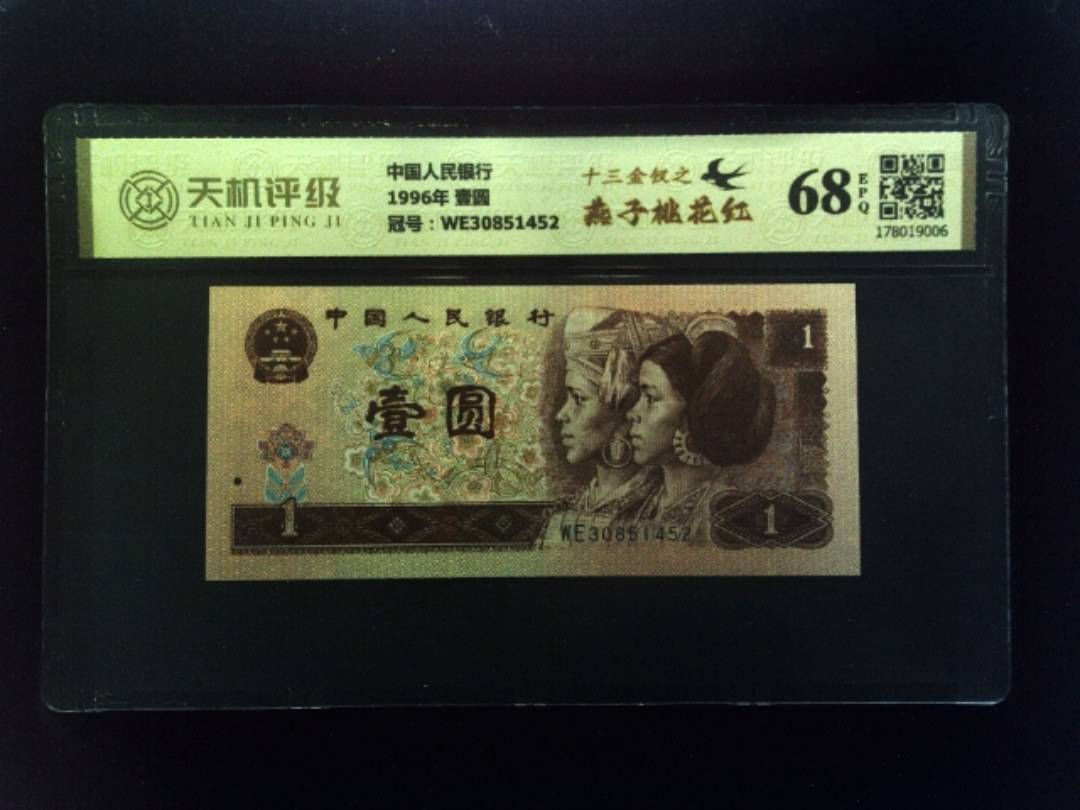 天机评级
TIAN JI PING JI
中国人民银行
1996年 壹圆
冠号：WE30851452
十三金钗之
燕子桃花红
68
EPQ
178019006
中国人民银行
壹圆
1
1
WE30851452
1